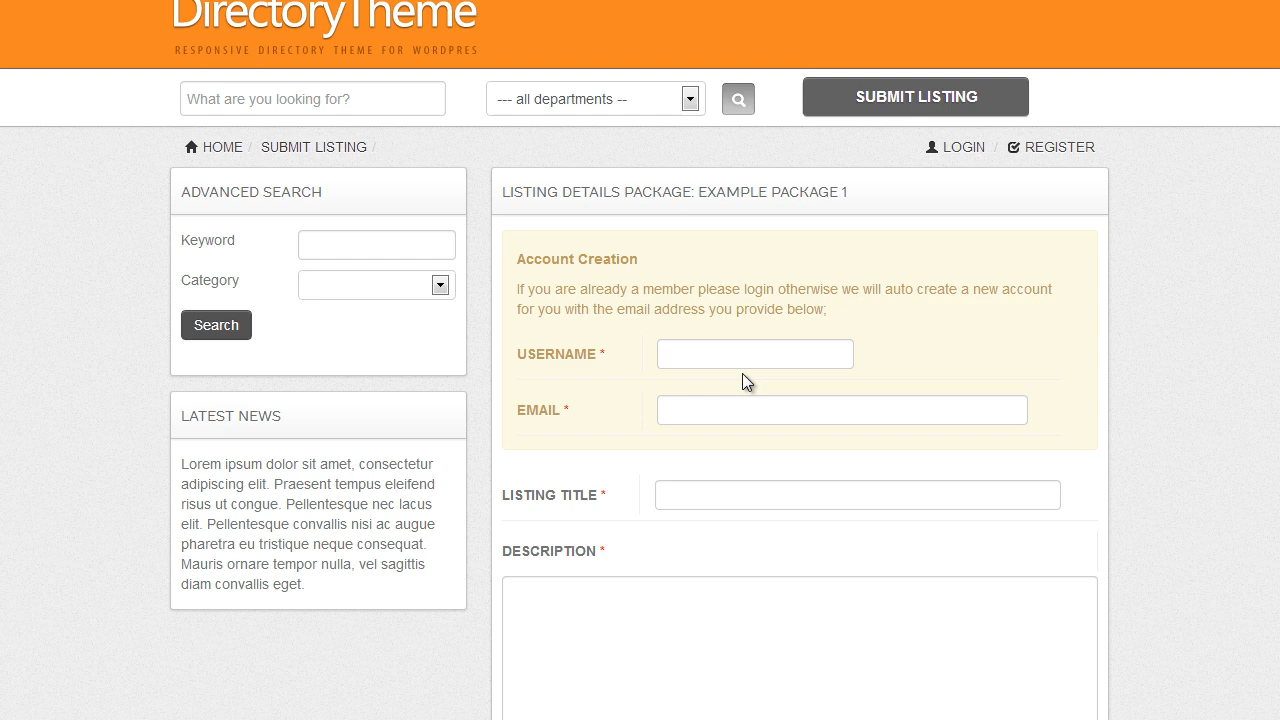 DirectoryTheme
RESPONSIVE DIRECTORY THEME FOR WORDPRES
What are you looking for?
--- all departments --
SUBMIT LISTING
HOME / SUBMIT LISTING /
LOGIN / REGISTER
ADVANCED SEARCH
Keyword
Category
Search
LATEST NEWS
Lorem ipsum dolor sit amet, consectetur
adipiscing elit. Praesent tempus eleifend
risus ut congue. Pellentesque nec lacus
elit. Pellentesque convallis nisi ac augue
pharetra eu tristique neque consequat.
Mauris ornare tempor nulla, vel sagittis
diam convallis eget.
LISTING DETAILS PACKAGE: EXAMPLE PACKAGE 1
Account Creation
If you are already a member please login otherwise we will auto create a new account
for you with the email address you provide below;
USERNAME *
EMAIL *
LISTING TITLE *
DESCRIPTION *